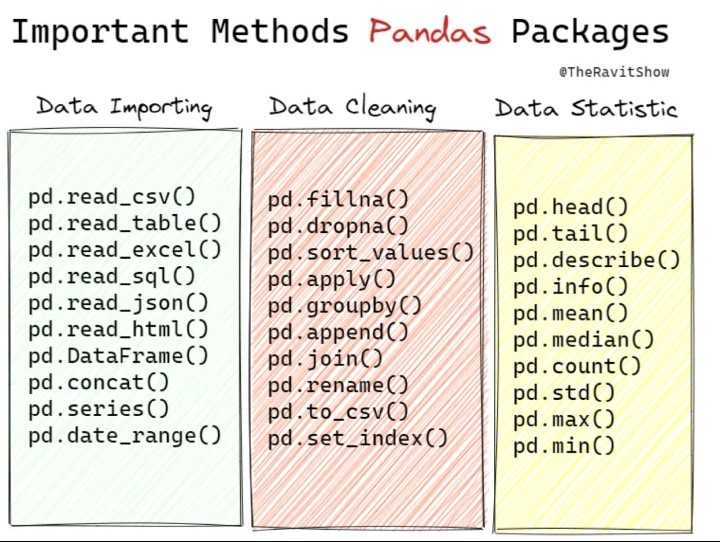 Important Methods Pandas Packages
@TheRavitShow
Data Importing
pd.read_csv()
pd.read_table()
pd.read_excel()
pd.read_sql()
pd.read_json()
pd.read_html()
pd.DataFrame()
pd.concat()
pd.series()
pd.date_range()
Data Cleaning
pd.fillna()
pd.dropna()
pd.sort_values()
pd.apply()
pd.groupby()
pd.append()
pd.join()
pd.rename()
pd.to_csv()
pd.set_index()
Data Statistic
pd.head()
pd.tail()
pd.describe()
pd.info()
pd.mean()
pd.median()
pd.count()
pd.std()
pd.max()
pd.min()